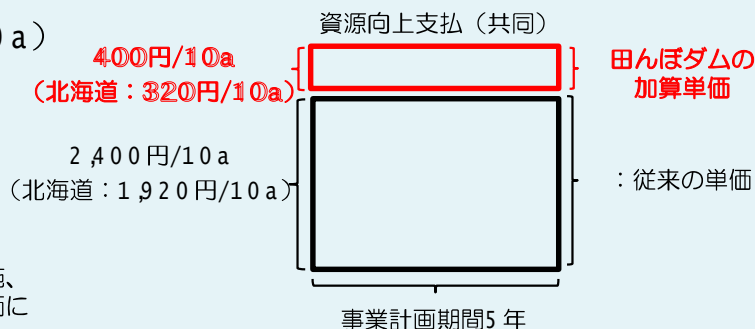 0a)
資源向上支払（共同）
400円/10a
（北海道：320円/10a）
田んぼダムの
加算単価
2,400円/10a
（北海道：1,920円/10a）
：従来の単価
、
に
事業計画期間5年